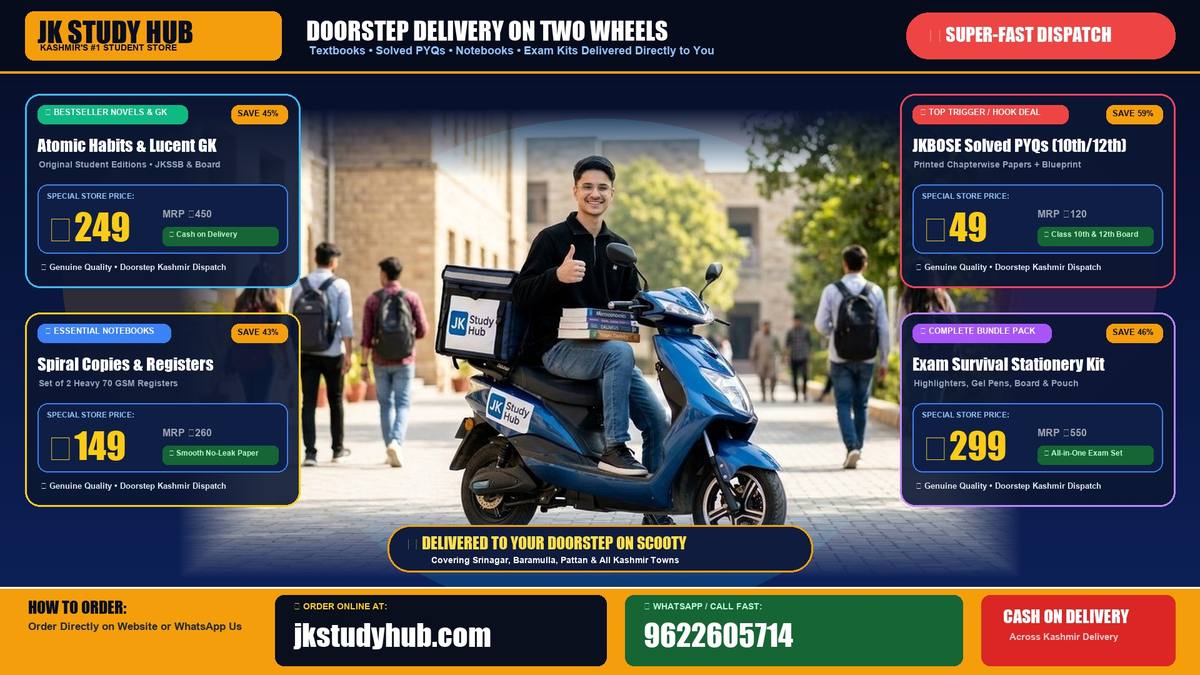 JK STUDY HUB
KASHMIR'S #1 STUDENT STORE
DOORSTEP DELIVERY ON TWO WHEELS
Textbooks • Solved PYQs • Notebooks • Exam Kits Delivered Directly to You
SUPER-FAST DISPATCH
BESTSELLER NOVELS & GK
SAVE 45%
Atomic Habits & Lucent GK
Original Student Editions • JKSSB & Board
SPECIAL STORE PRICE:
□249
MRP □450
□ Cash on Delivery
□ Genuine Quality • Doorstep Kashmir Dispatch
□ ESSENTIAL NOTEBOOKS
SAVE 43%
Spiral Copies & Registers
Set of 2 Heavy 70 GSM Registers
SPECIAL STORE PRICE:
□149
MRP □260
□ Smooth No-Leak Paper
□ Genuine Quality • Doorstep Kashmir Dispatch
JK Study Hub
Microeconomics
JK Study Hub
□ TOP TRIGGER / HOOK DEAL
SAVE 59%
JKBOSE Solved PYQs (10th/12th)
Printed Chapterwise Papers + Blueprint
SPECIAL STORE PRICE:
□49
MRP □120
□ Class 10th & 12th Board
□ Genuine Quality • Doorstep Kashmir Dispatch
□ COMPLETE BUNDLE PACK
SAVE 46%
Exam Survival Stationery Kit
Highlighters, Gel Pens, Board & Pouch
SPECIAL STORE PRICE:
□299
MRP □550
□ All-in-One Exam Set
□ Genuine Quality • Doorstep Kashmir Dispatch
DELIVERED TO YOUR DOORSTEP ON SCOOTY
Covering Srinagar, Baramulla, Pattan & All Kashmir Towns
HOW TO ORDER:
Order Directly on Website or WhatsApp Us
□ ORDER ONLINE AT:
jkstudyhub.com
□ WHATSAPP / CALL FAST:
9622605714
CASH ON DELIVERY
Across Kashmir Delivery